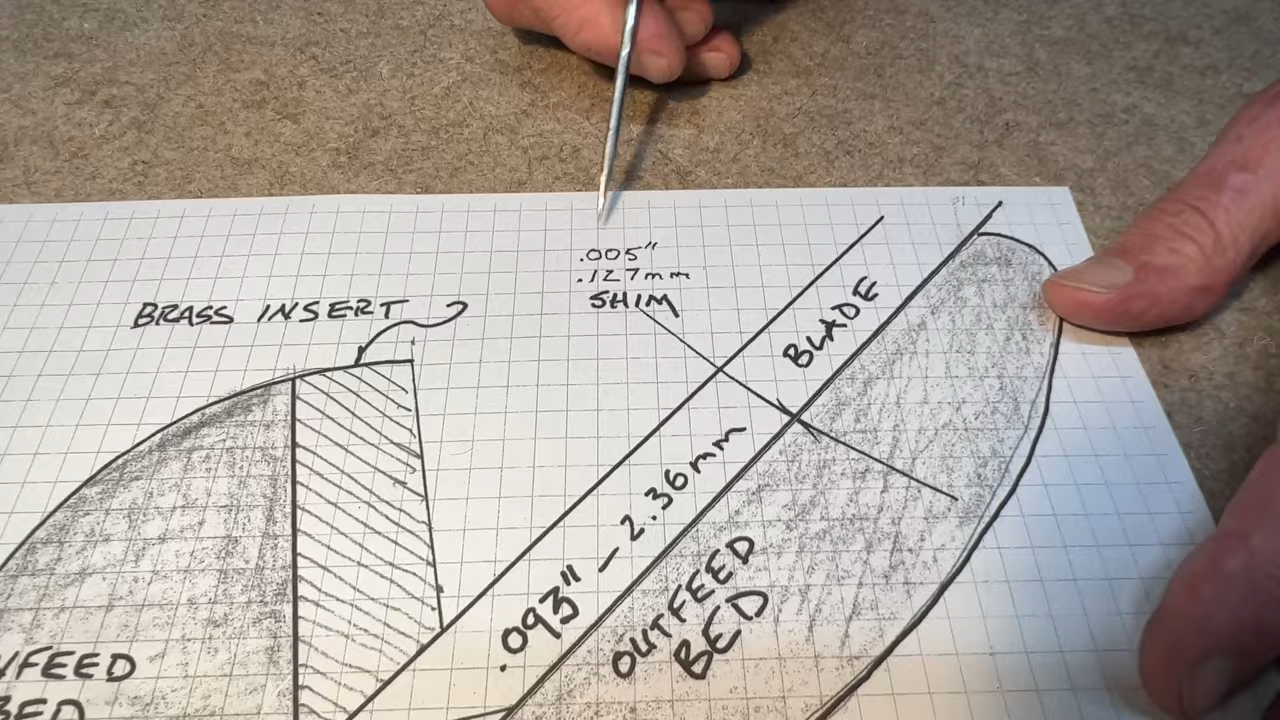 .005"
.127mm
SHIM
BRASS INSERT
BLADE
.093" - 2.36mm
OUTFEED
BED